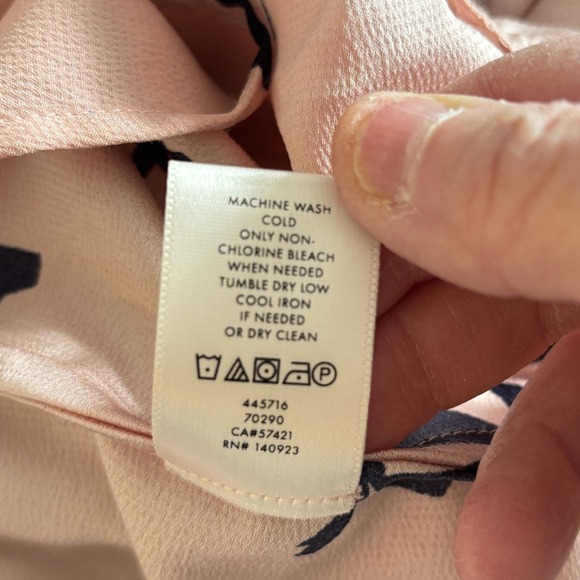 MACHINE WASH
COLD
ONLY NON-
CHLORINE BLEACH
WHEN NEEDED
TUMBLE DRY LOW
COOL IRON
IF NEEDED
OR DRY CLEAN
P
445716
70290
CA#57421
RN# 140923